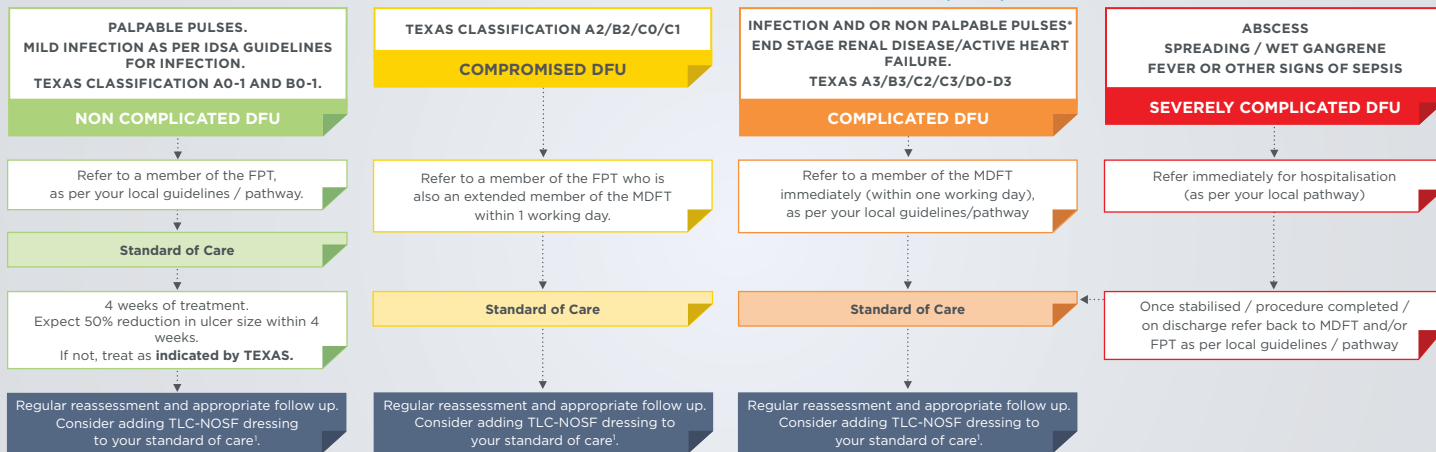 PALPABLE PULSES.
MILD INFECTION AS PER IDSA GUIDELINES
FOR INFECTION.
TEXAS CLASSIFICATION A0-1 AND B0-1.
NON COMPLICATED DFU
Refer to a member of the FPT,
as per your local guidelines / pathway.
Standard of Care
4 weeks of treatment.
Expect 50% reduction in ulcer size within 4
weeks.
If not, treat as indicated by TEXAS.
Regular reassessment and appropriate follow up.
Consider adding TLC-NOSF dressing
to your standard of care¹.
TEXAS CLASSIFICATION A2/B2/C0/C1
COMPROMISED DFU
Refer to a member of the FPT who is
also an extended member of the MDFT
within 1 working day.
Standard of Care
Regular reassessment and appropriate follow up.
Consider adding TLC-NOSF dressing to
your standard of care¹.
INFECTION AND OR NON PALPABLE PULSES*
END STAGE RENAL DISEASE/ACTIVE HEART
FAILURE.
TEXAS A3/B3/C2/C3/D0-D3
COMPLICATED DFU
Refer to a member of the MDFT
immediately (within one working day),
as per your local guidelines/pathway
Standard of Care
Regular reassessment and appropriate follow up.
Consider adding TLC-NOSF dressing to
your standard of care¹.
ABSCESS
SPREADING / WET GANGRENE
FEVER OR OTHER SIGNS OF SEPSIS
SEVERELY COMPLICATED DFU
Refer immediately for hospitalisation
(as per your local pathway)
Once stabilised / procedure completed /
on discharge refer back to MDFT and/or
FPT as per local guidelines / pathway